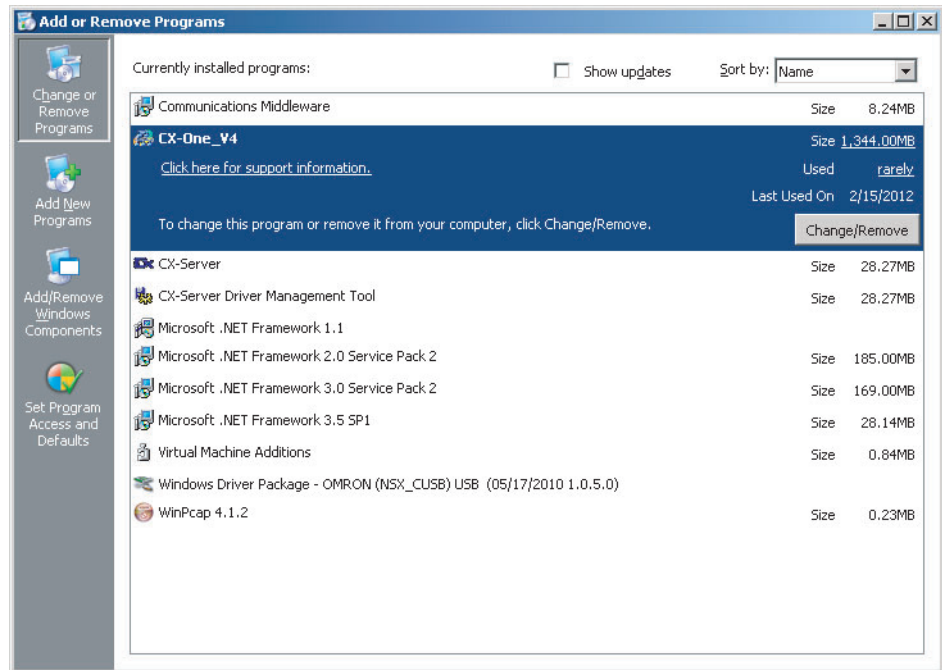 Add or Remove Programs
Change or
Remove
Programs
Add New
Programs
Add/Remove
Windows
Components
Set Program
Access and
Defaults
Currently installed programs:
Show updates
Sort by: Name
Communications Middleware Size 8.24MB
CX-One_V4 Size 1,344.00MB
Click here for support information. Used rarely
Last Used On 2/15/2012
To change this program or remove it from your computer, click Change/Remove. Change/Remove
CX-Server Size 28.27MB
CX-Server Driver Management Tool Size 28.27MB
Microsoft .NET Framework 1.1
Microsoft .NET Framework 2.0 Service Pack 2 Size 185.00MB
Microsoft .NET Framework 3.0 Service Pack 2 Size 169.00MB
Microsoft .NET Framework 3.5 SP1 Size 28.14MB
Virtual Machine Additions Size 0.84MB
Windows Driver Package - OMRON (NSX_CUSB) USB (05/17/2010 1.0.5.0)
WinPcap 4.1.2 Size 0.23MB